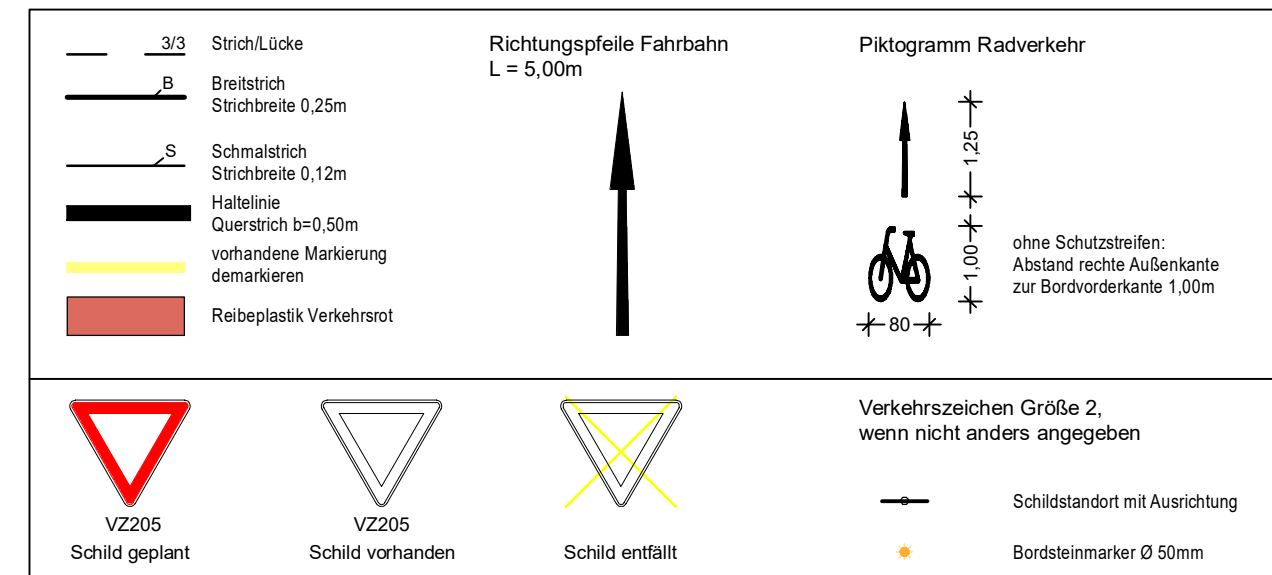 3/3
Strich/Lücke
B
Breitstrich
Strichbreite 0,25m
S
Schmalstrich
Strichbreite 0,12m
Haltelinie
Querstrich b=0,50m
vorhandene Markierung
demarkieren
Reibeplastik Verkehrsrot
Richtungspfeile Fahrbahn
L = 5,00m
Piktogramm Radverkehr
1,25
1,00
80
ohne Schutzstreifen:
Abstand rechte Außenkante
zur Bordvorderkante 1,00m
VZ205
Schild geplant
VZ205
Schild vorhanden
Schild entfällt
Verkehrszeichen Größe 2,
wenn nicht anders angegeben
Schildstandort mit Ausrichtung
Bordsteinmarker Ø 50mm